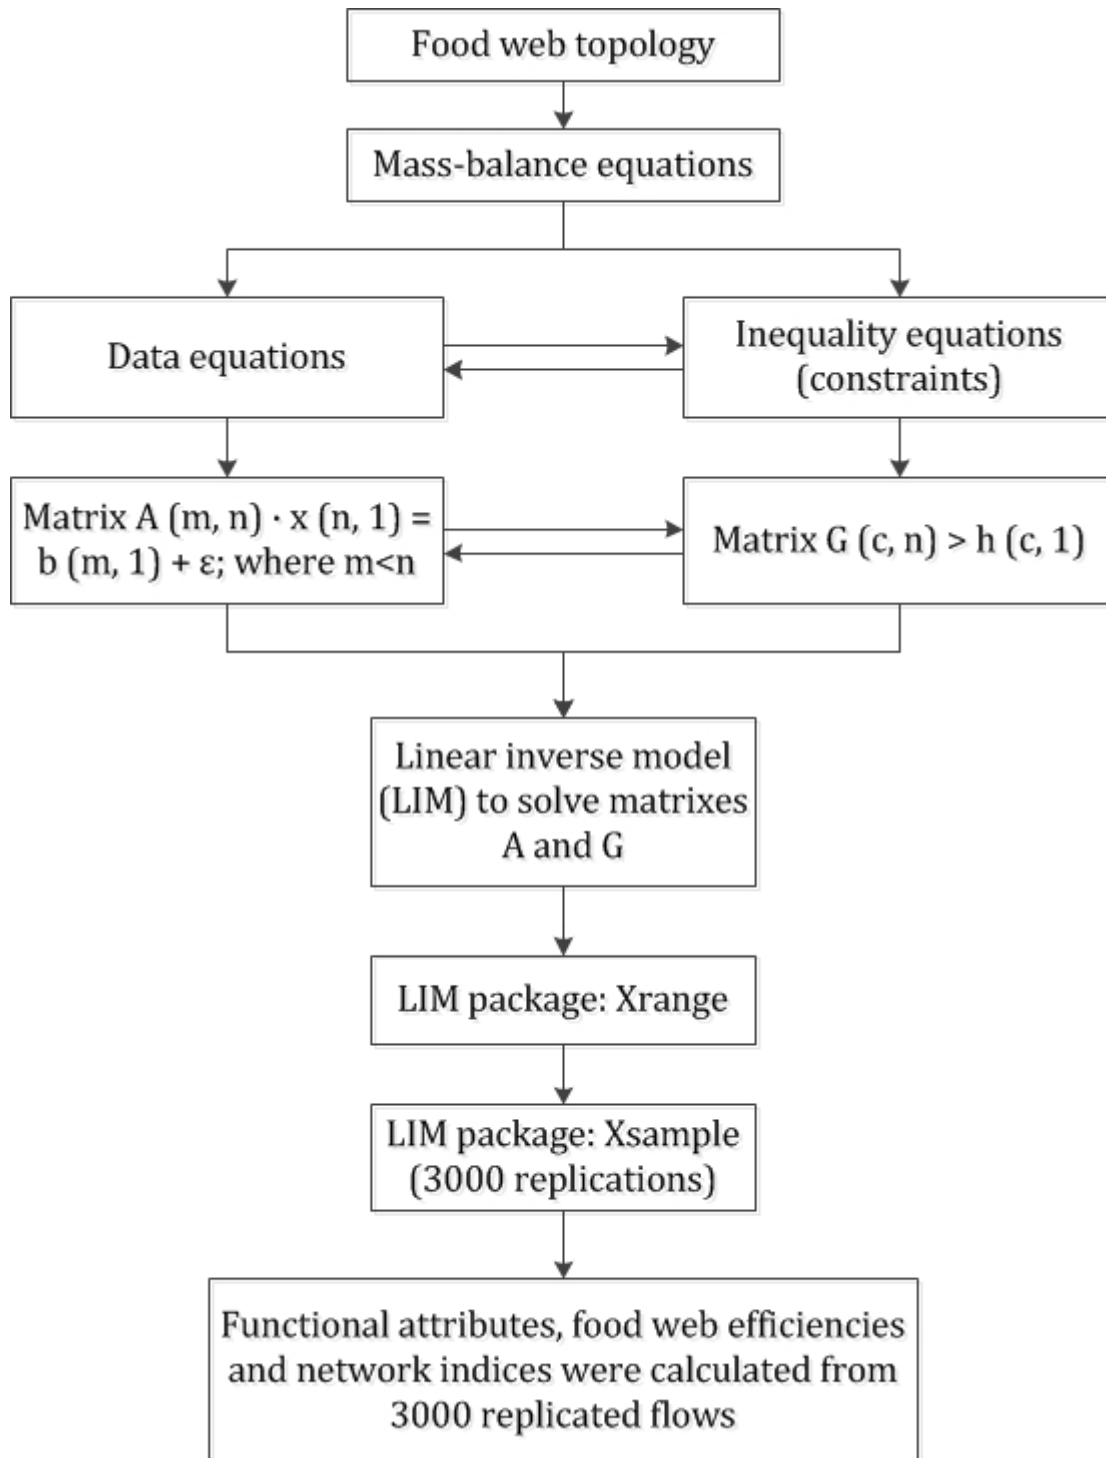 Food web topology
Mass-balance equations
Data equations
Inequality equations
(constraints)
Matrix A (m, n) · x (n, 1) =
b (m, 1) + ε; where m<n
Matrix G (c, n) > h (c, 1)
Linear inverse model
(LIM) to solve matrixes
A and G
LIM package: Xrange
LIM package: Xsample
(3000 replications)
Functional attributes, food web efficiencies
and network indices were calculated from
3000 replicated flows